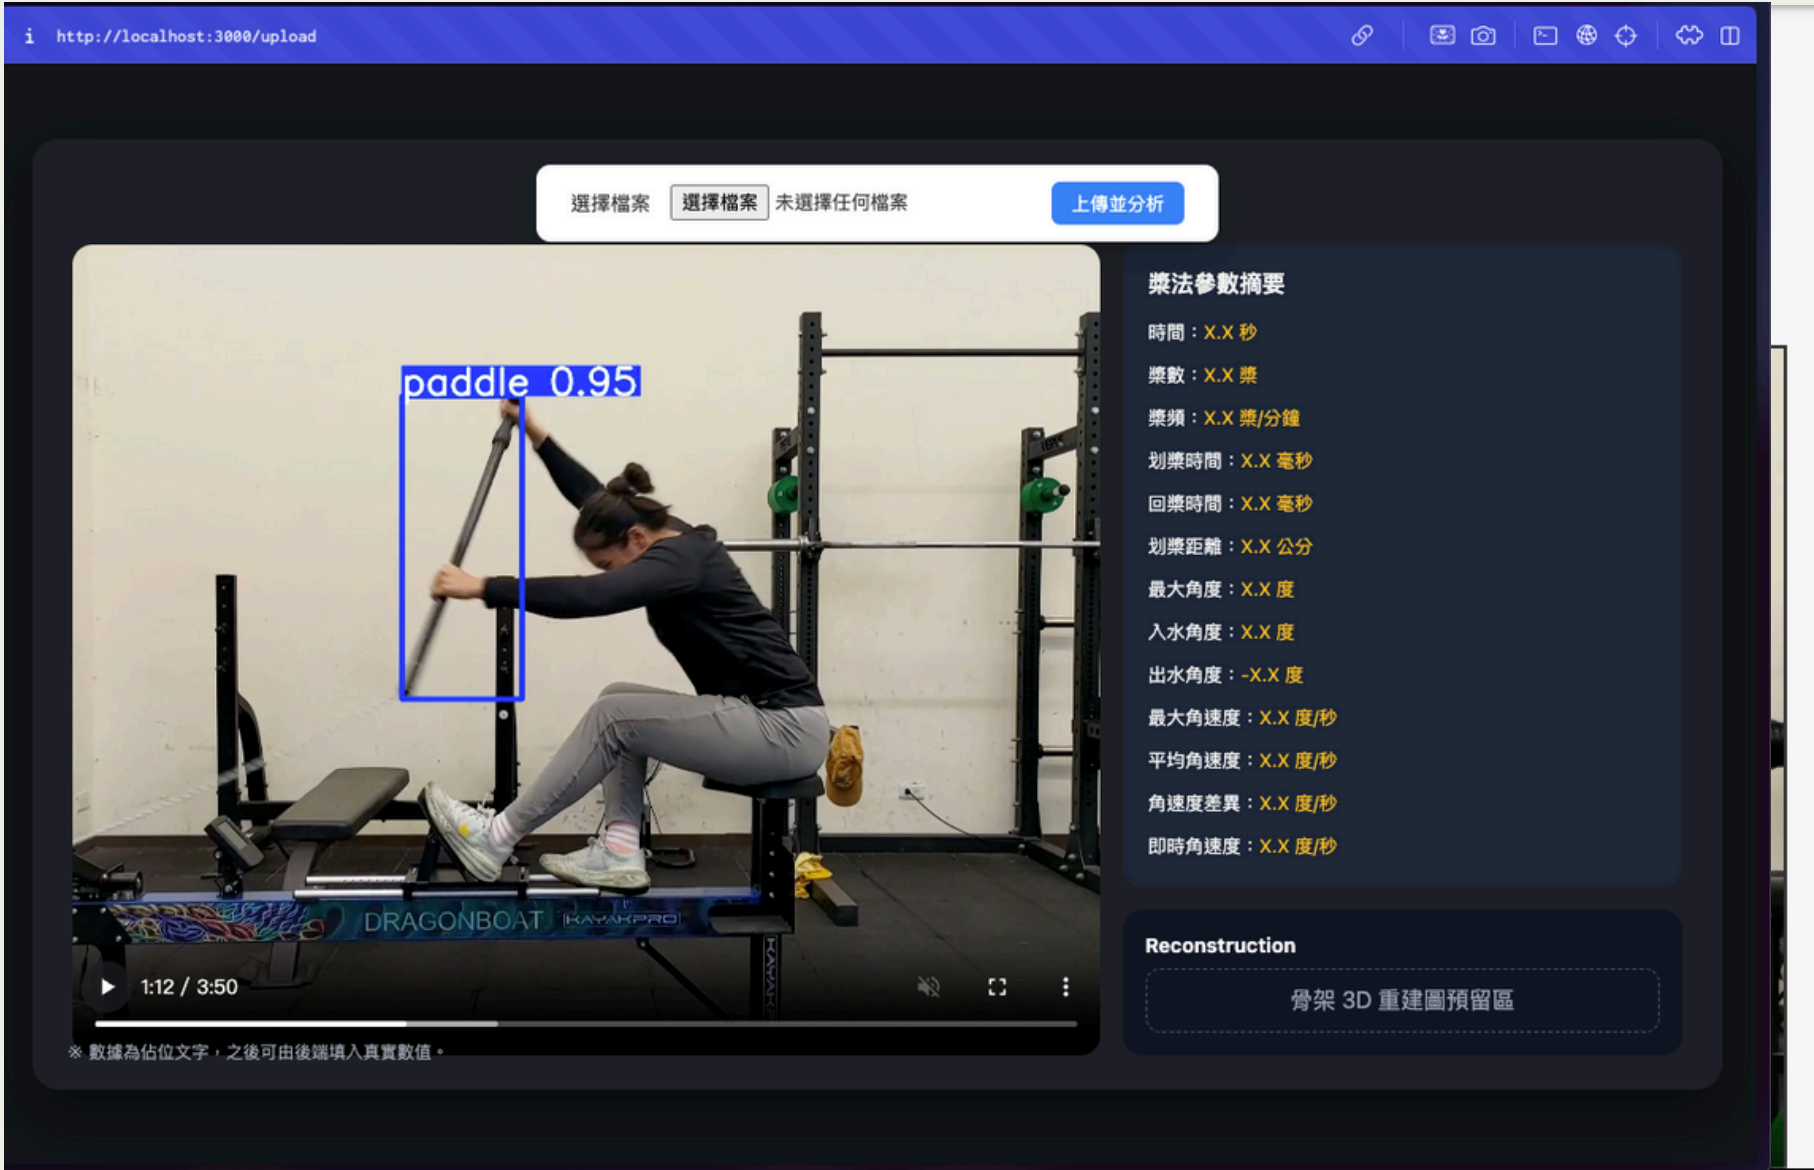 i http://localhost:3000/upload
選擇檔案 選擇檔案 未選擇任何檔案 上傳並分析
paddle 0.95
DRAGONBOAT KAYAKPRO
KAYAK
1:12 / 3:50
※ 數據為佔位文字，之後可由後端填入真實數值。
槳法參數摘要
時間：X.X 秒
槳數：X.X 槳
槳頻：X.X 槳/分鐘
划槳時間：X.X 毫秒
回槳時間：X.X 毫秒
划槳距離：X.X 公分
最大角度：X.X 度
入水角度：X.X 度
出水角度：-X.X 度
最大角速度：X.X 度/秒
平均角速度：X.X 度/秒
角速度差異：X.X 度/秒
即時角速度：X.X 度/秒
Reconstruction
骨架 3D 重建圖預留區